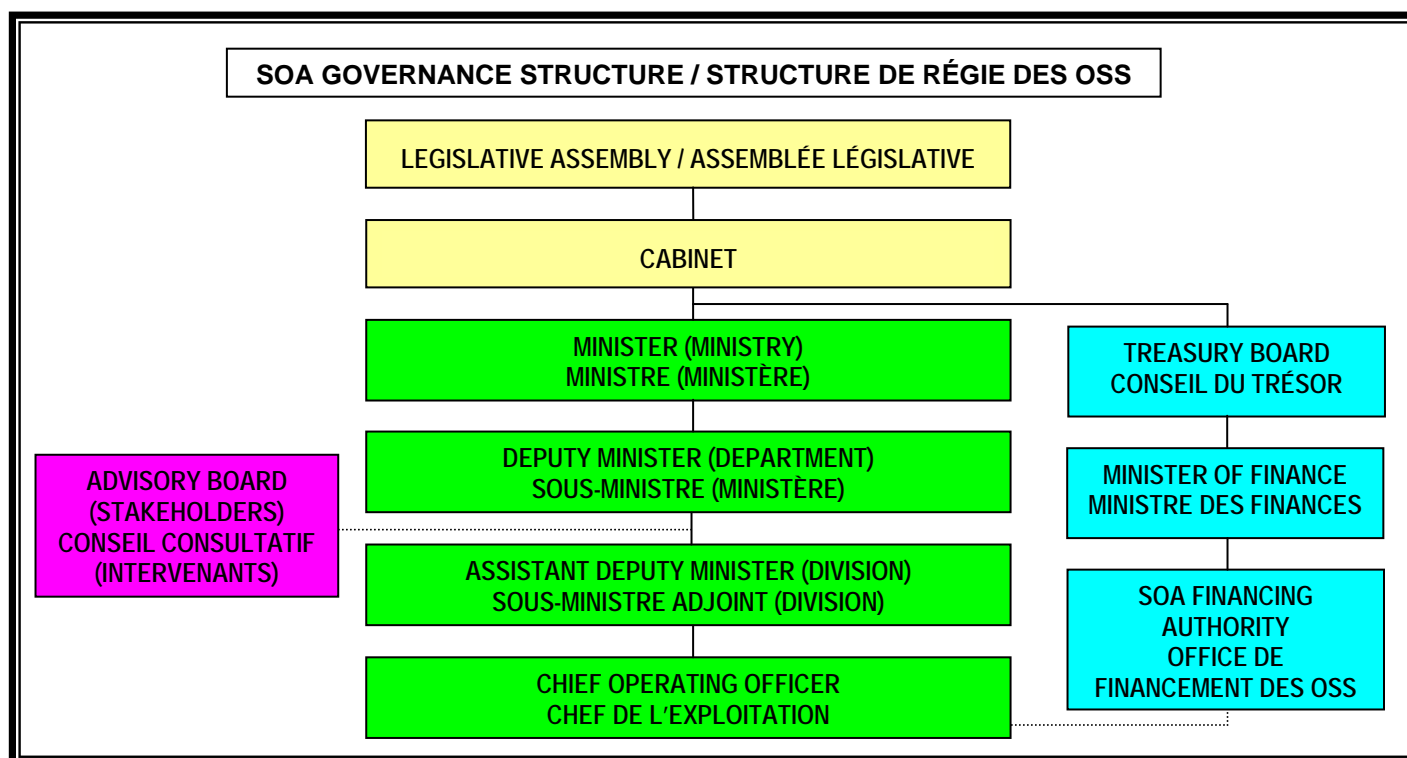 SOA GOVERNANCE STRUCTURE / STRUCTURE DE RÉGIE DES OSS
LEGISLATIVE ASSEMBLY / ASSEMBLÉE LÉGISLATIVE
CABINET
MINISTER (MINISTRY)
MINISTRE (MINISTÈRE)
TREASURY BOARD
CONSEIL DU TRÉSOR
DEPUTY MINISTER (DEPARTMENT)
SOUS-MINISTRE (MINISTÈRE)
ADVISORY BOARD
(STAKEHOLDERS)
CONSEIL CONSULTATIF
(INTERVENANTS)
MINISTER OF FINANCE
MINISTRE DES FINANCES
ASSISTANT DEPUTY MINISTER (DIVISION)
SOUS-MINISTRE ADJOINT (DIVISION)
SOA FINANCING
AUTHORITY
OFFICE DE
FINANCEMENT DES OSS
CHIEF OPERATING OFFICER
CHEF DE L'EXPLOITATION